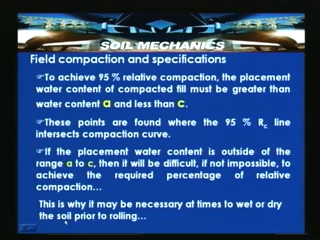 SOIL MECHANICS
Field compaction and specifications
☞To achieve 95 % relative compaction, the placement
water content of compacted fill must be greater than
water content a and less than c.
☞These points are found where the 95 % Rc line
intersects compaction curve.
☞If the placement water content is outside of the
range a to c, then it will be difficult, if not impossible, to
achieve the required percentage of relative
compaction…
This is why it may be necessary at times to wet or dry
the soil prior to rolling…